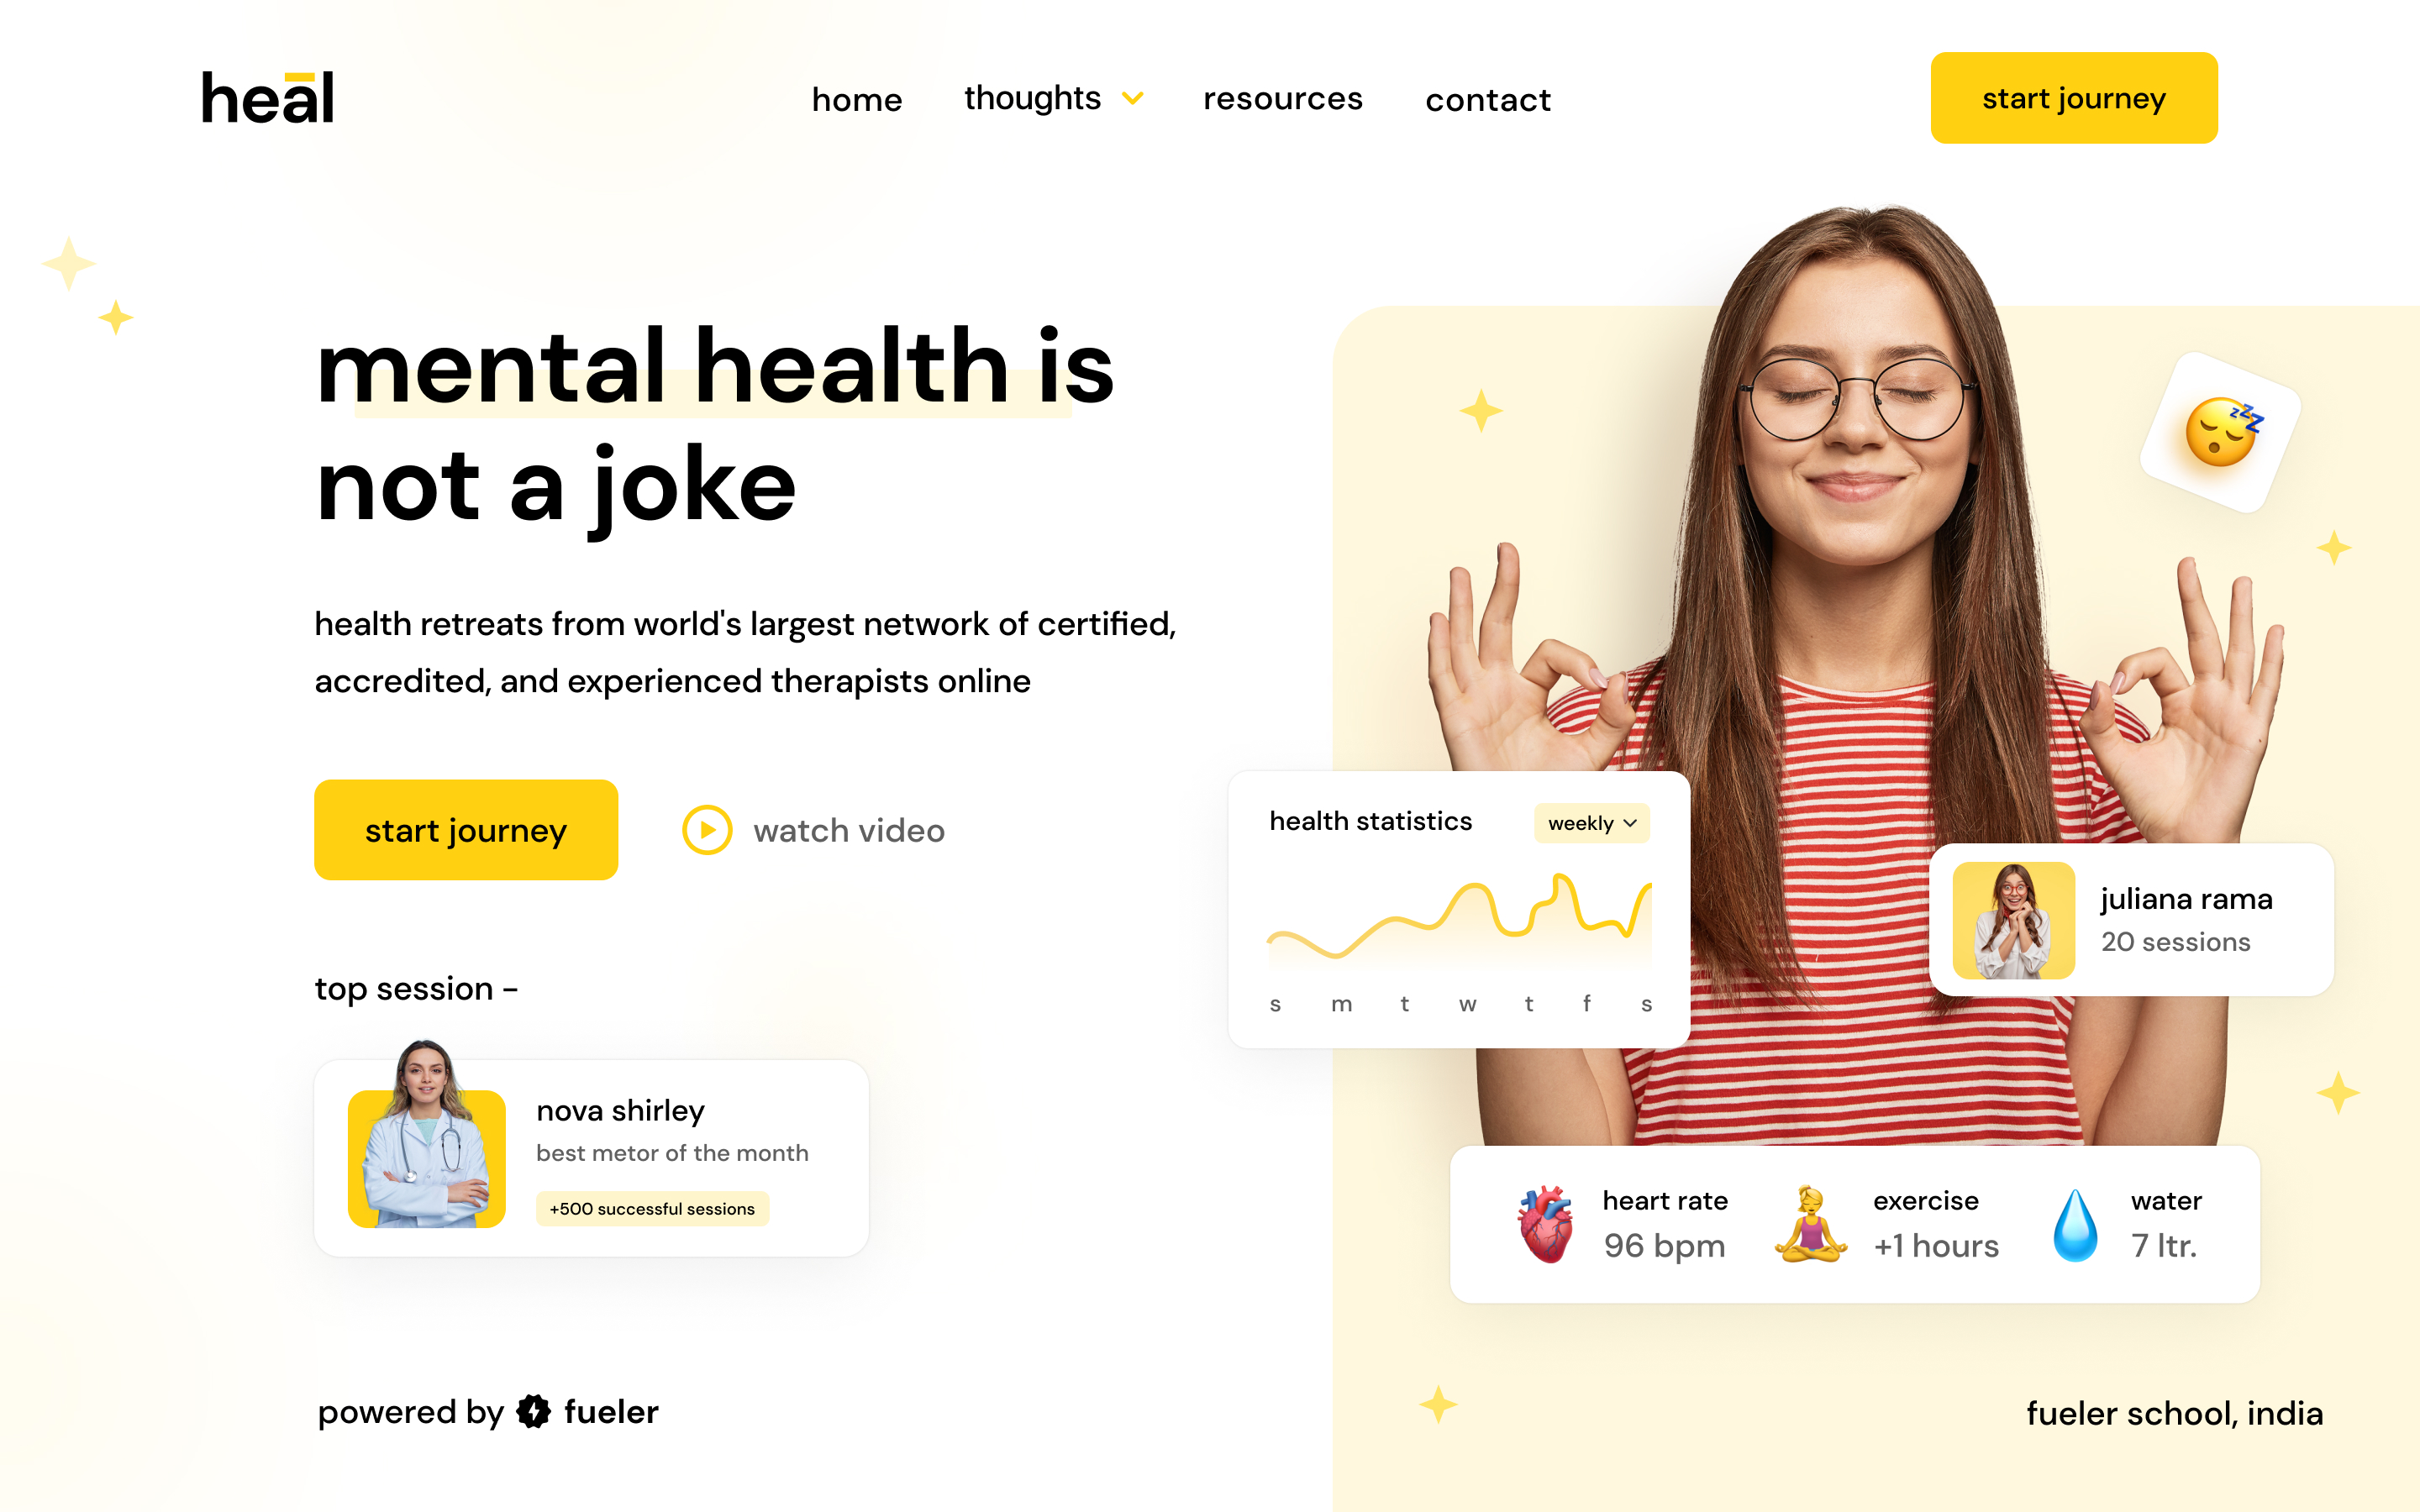 heal
home
thoughts
resources
contact
start journey
mental health is
not a joke
health retreats from world's largest network of certified,
accredited, and experienced therapists online
start journey
watch video
top session -
nova shirley
best metor of the month
+500 successful sessions
powered by fueler
zzZ
health statistics
weekly
s m t w t f s
juliana rama
20 sessions
heart rate
96 bpm
exercise
+1 hours
water
7 ltr.
fueler school, india